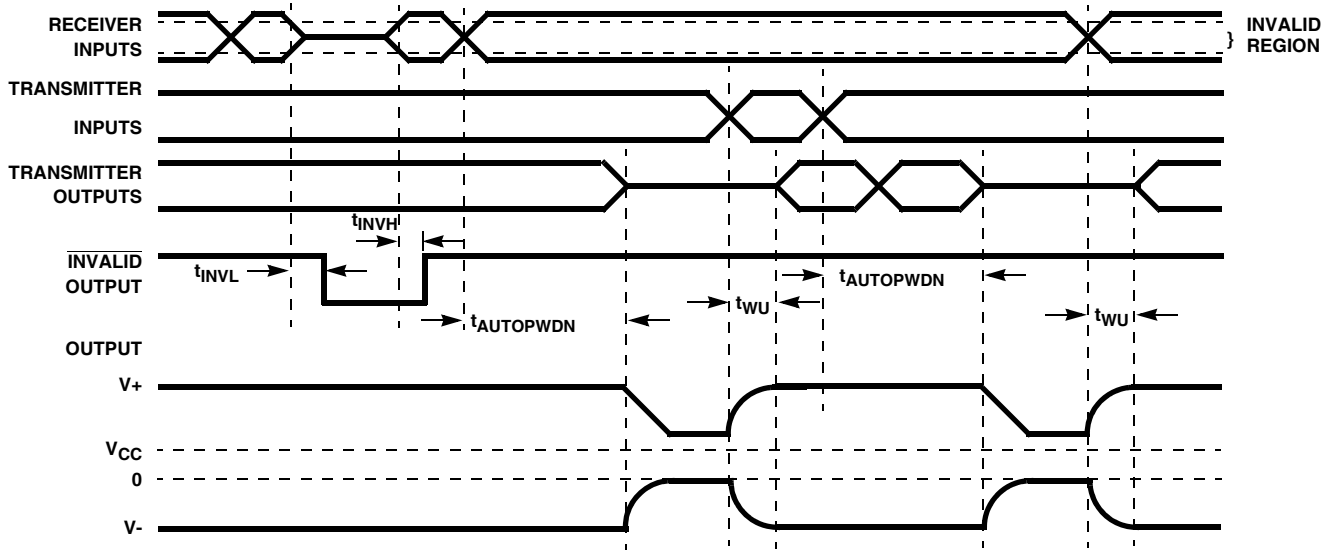 RECEIVER
INPUTS
} INVALID
REGION
TRANSMITTER
INPUTS
TRANSMITTER
OUTPUTS
tINVH
INVALID
OUTPUT
tINVL
tAUTOPWDN
tWU
tWU
tAUTOPWDN
OUTPUT
V+
VCC
0
V-